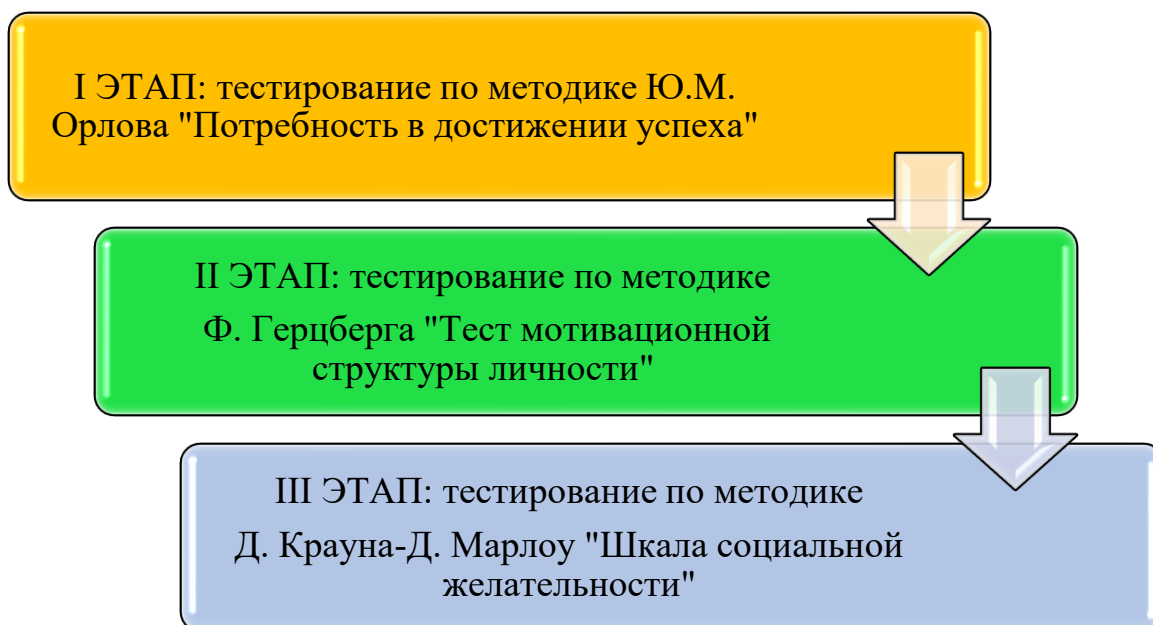 I ЭТАП: тестирование по методике Ю.М.
Орлова "Потребность в достижении успеха"
II ЭТАП: тестирование по методике
Ф. Герцберга "Тест мотивационной
структуры личности"
III ЭТАП: тестирование по методике
Д. Крауна-Д. Марлоу "Шкала социальной
желательности"